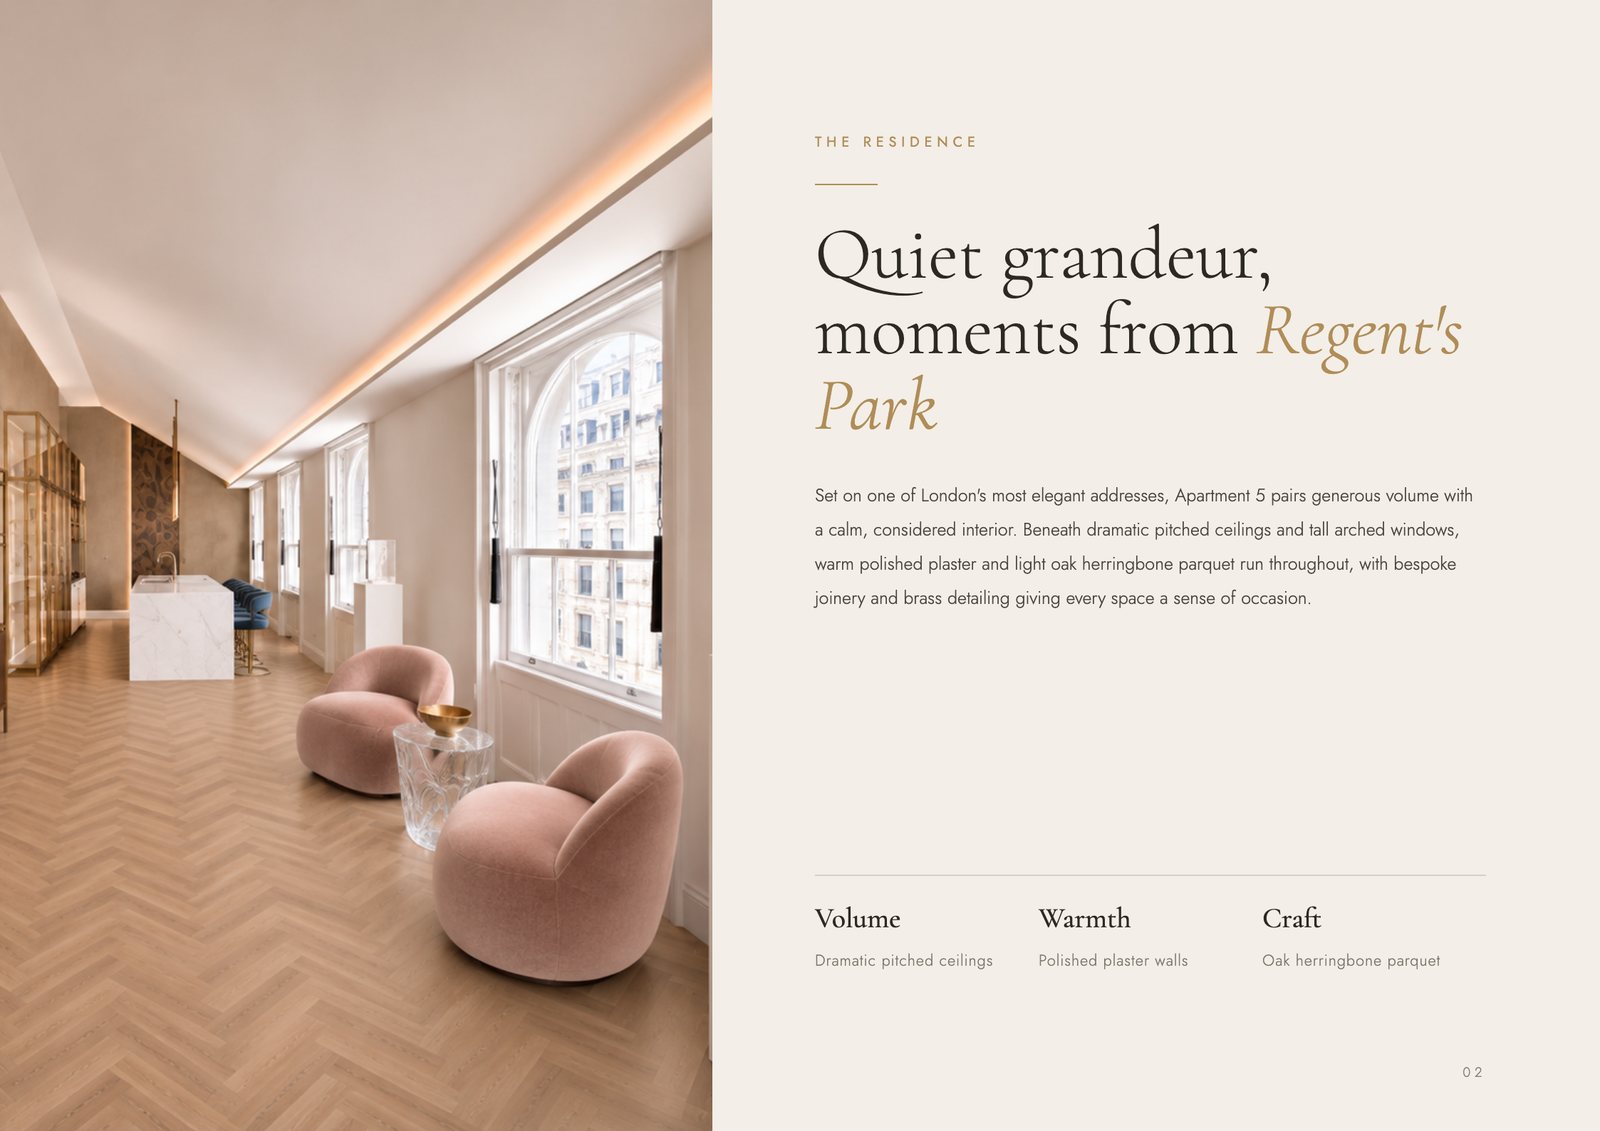 THE RESIDENCE
Quiet grandeur,
moments from Regent's
Park
Set on one of London's most elegant addresses, Apartment 5 pairs generous volume with
a calm, considered interior. Beneath dramatic pitched ceilings and tall arched windows,
warm polished plaster and light oak herringbone parquet run throughout, with bespoke
joinery and brass detailing giving every space a sense of occasion.
Volume
Dramatic pitched ceilings
Warmth
Polished plaster walls
Craft
Oak herringbone parquet
02